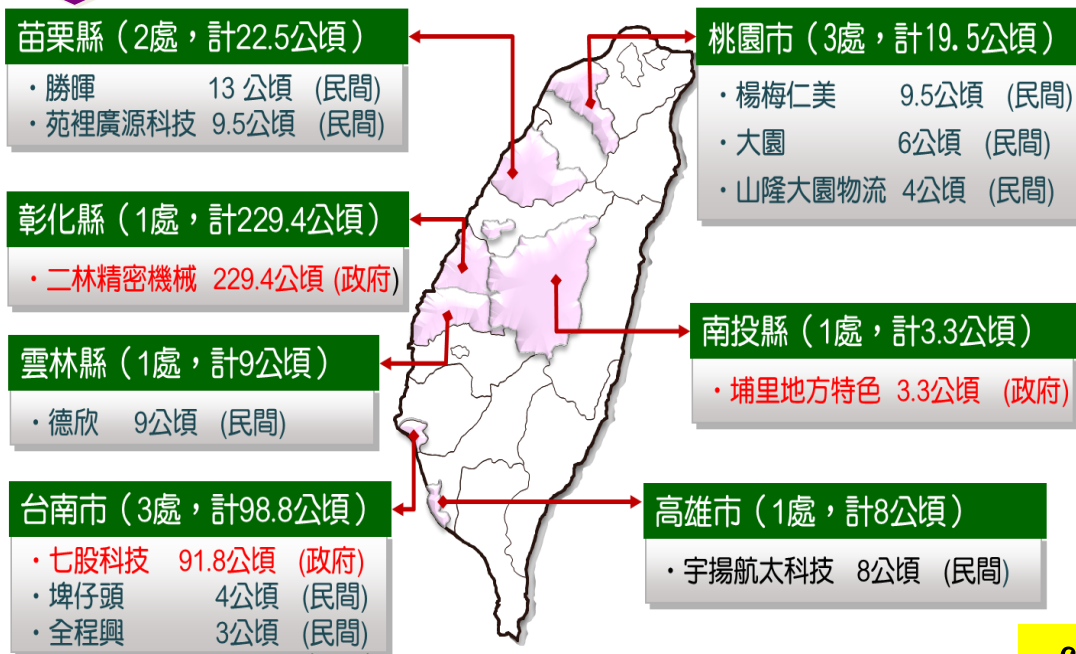 苗栗縣（2處，計22.5公頃）
・勝暉 13 公頃 (民間)
・苑裡廣源科技 9.5公頃 (民間)
桃園市（3處，計19.5公頃）
・楊梅仁美 9.5公頃 (民間)
・大園 6公頃 (民間)
・山隆大園物流 4公頃 (民間)
彰化縣（1處，計229.4公頃）
・二林精密機械 229.4公頃 (政府)
南投縣（1處，計3.3公頃）
・埔里地方特色 3.3公頃 (政府)
雲林縣（1處，計9公頃）
・德欣 9公頃 (民間)
台南市（3處，計98.8公頃）
・七股科技 91.8公頃 (政府)
・埤仔頭 4公頃 (民間)
・全程興 3公頃 (民間)
高雄市（1處，計8公頃）
・宇揚航太科技 8公頃 (民間)